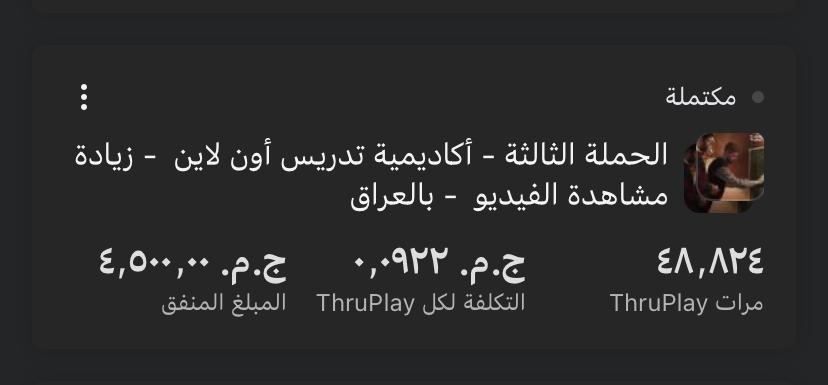 مكتملة
الحملة الثالثة - أكاديمية تدريس أون لاين - زيادة
مشاهدة الفيديو - بالعراق
٤٨,٨٢٤ ج.م. ٠,٠٩٢٢ ج.م. ٤,٥٠٠,٠٠
مرات ThruPlay التكلفة لكل ThruPlay المبلغ المنفق